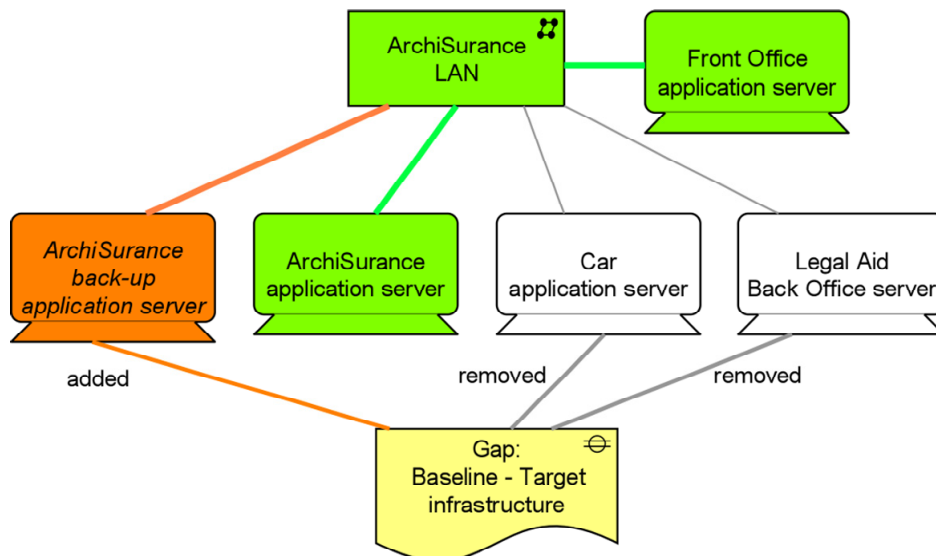 ArchiSurance
LAN
Front Office
application server
ArchiSurance
back-up
application server
ArchiSurance
application server
Car
application server
Legal Aid
Back Office server
added
removed
removed
Gap:
Baseline - Target
infrastructure